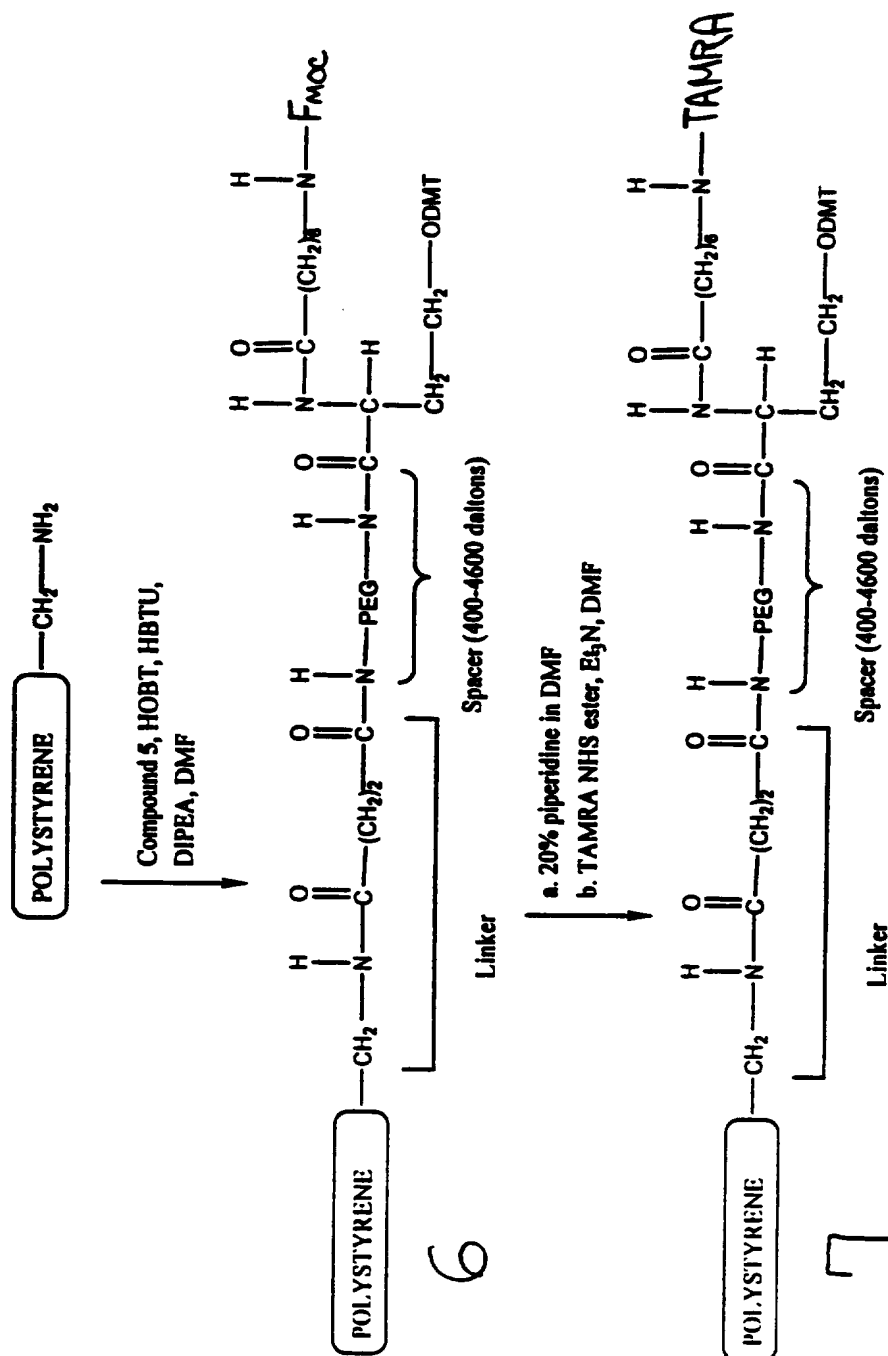 POLYSTYRENE—CH₂—NH₂
Compound 5, HOBT, HBTU,
DIPEA, DMF
H O H
POLYSTYRENE—CH₂—N—C—(CH₂)₂—C—N—PEG—N—C—C—H
O H H O
H—N—C—(CH₂)₆—N—FMOC
CH₂—CH₂—ODMT
Linker
Spacer (400-4600 daltons)
6
a. 20% piperidine in DMF
b. TAMRA NHS ester, Et₃N, DMF
H O H
POLYSTYRENE—CH₂—N—C—(CH₂)₂—C—N—PEG—N—C—C—H
O H H O
H—N—C—(CH₂)₆—N—TAMRA
CH₂—CH₂—ODMT
Linker
Spacer (400-4600 daltons)
7